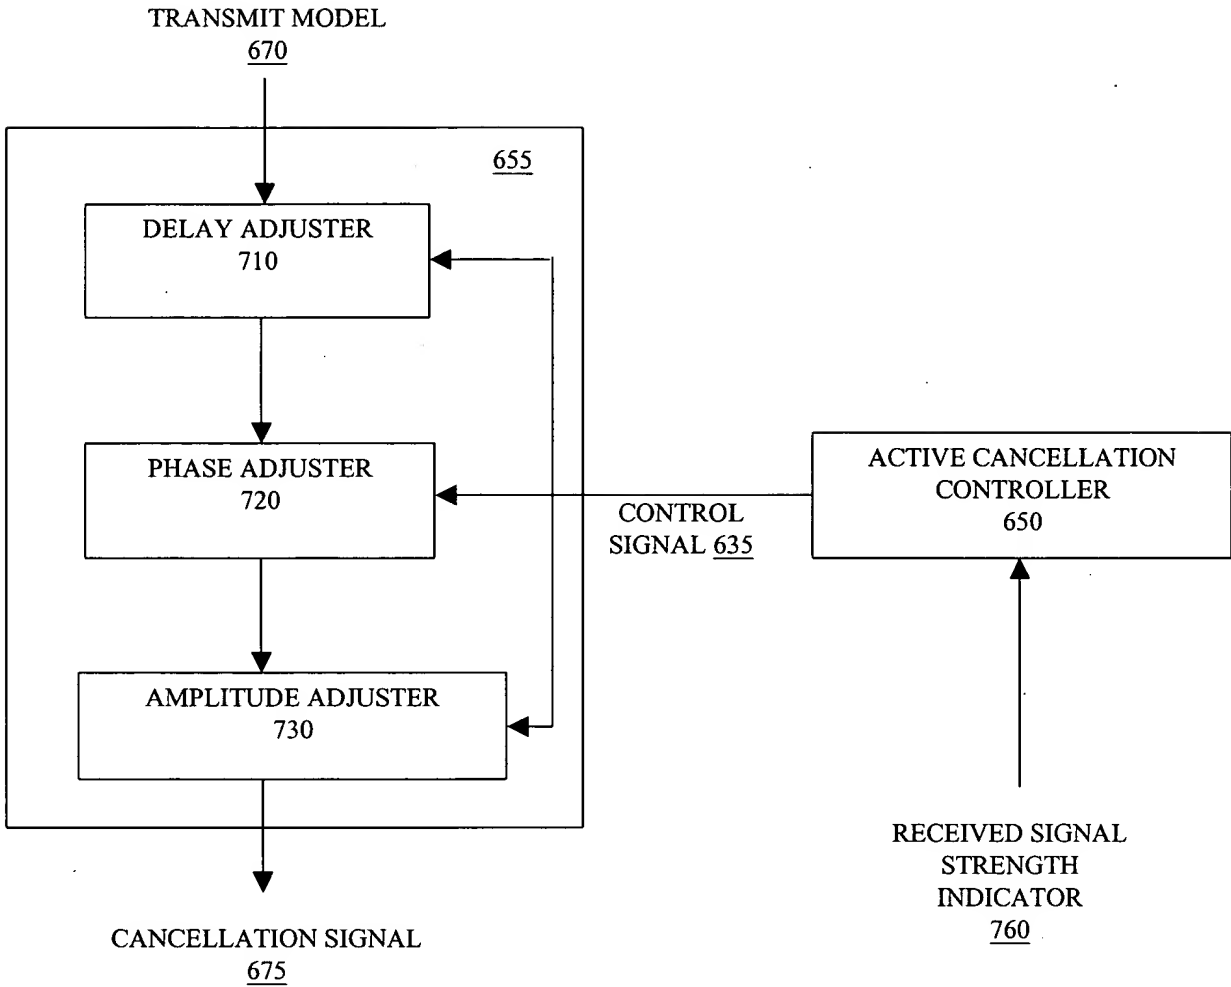 TRANSMIT MODEL
670
655
DELAY ADJUSTER
710
PHASE ADJUSTER
720
ACTIVE CANCELLATION
CONTROLLER
650
CONTROL
SIGNAL 635
AMPLITUDE ADJUSTER
730
RECEIVED SIGNAL
STRENGTH
INDICATOR
760
CANCELLATION SIGNAL
675